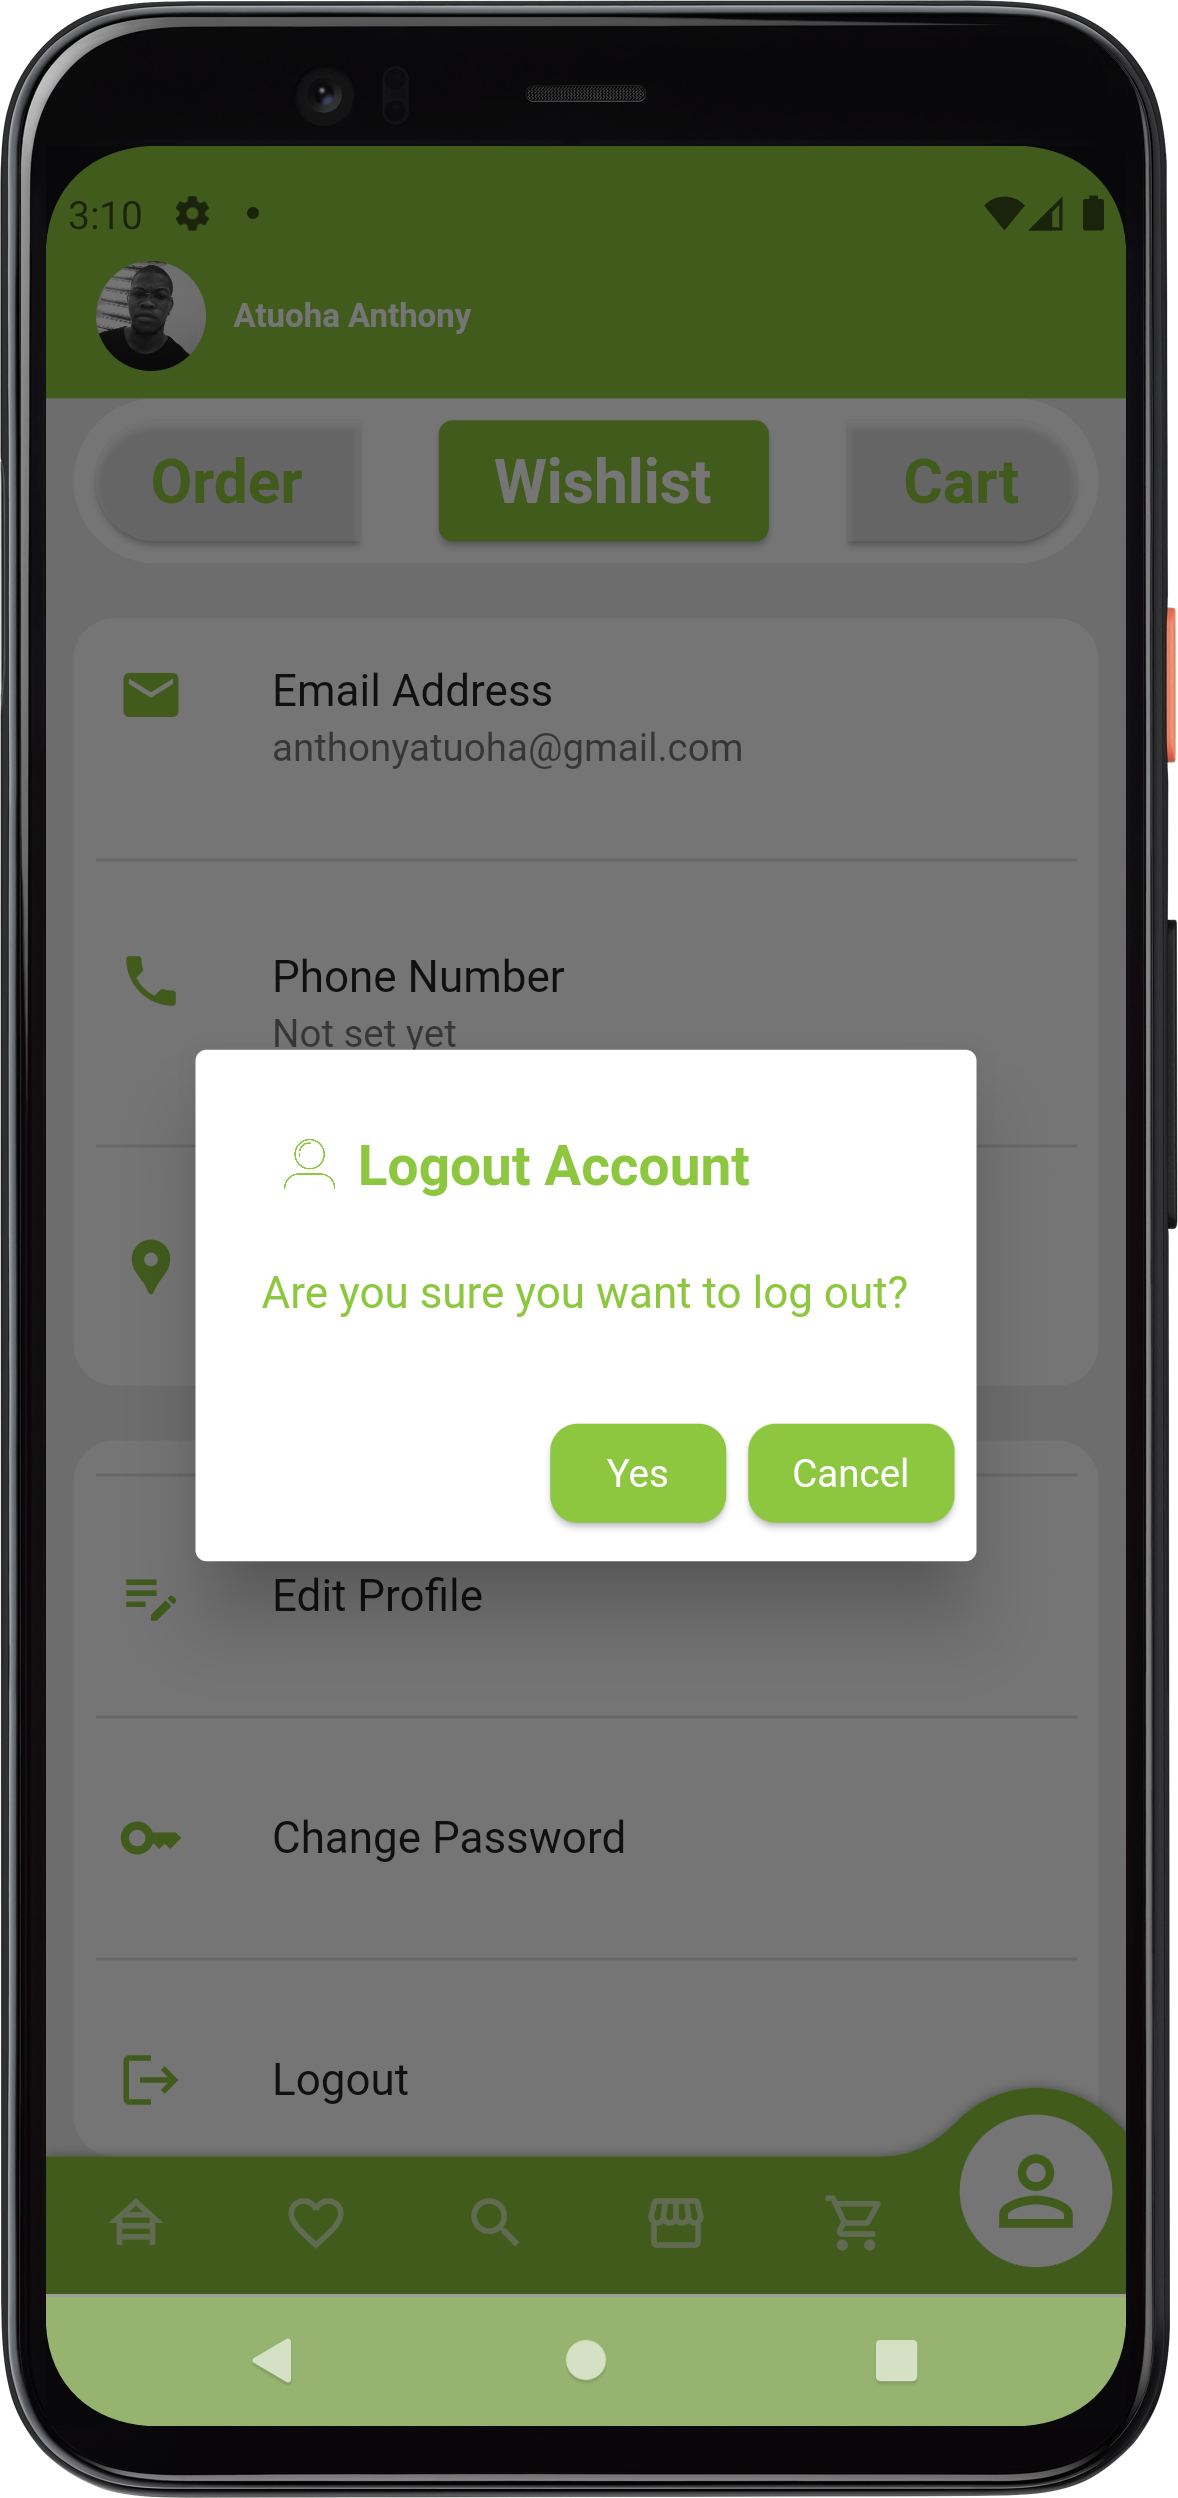 3:10
Atuoha Anthony
Order Wishlist Cart
Email Address
anthonyatuoha@gmail.com
Phone Number
Not set yet
Logout Account
Are you sure you want to log out?
Yes Cancel
Edit Profile
Change Password
Logout